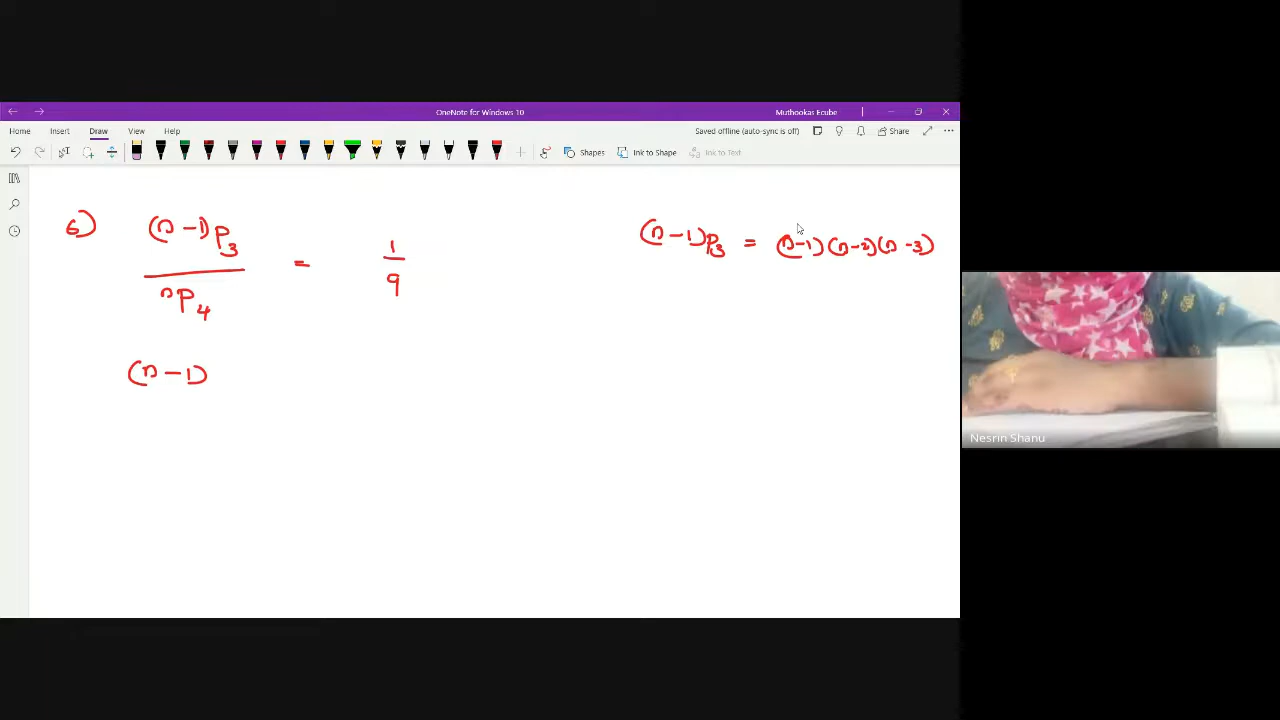 OneNote for Windows 10
Muthookas Ecube
Home Insert Draw View Help
Saved offline (auto-sync is off)
Share
Shapes
Ink to Shape
Ink to Text
6) (n-1)P3 / nP4 = 1/9
(n-1)P3 = (n-1)(n-2)(n-3)
(n-1)
Nesrin Shanu